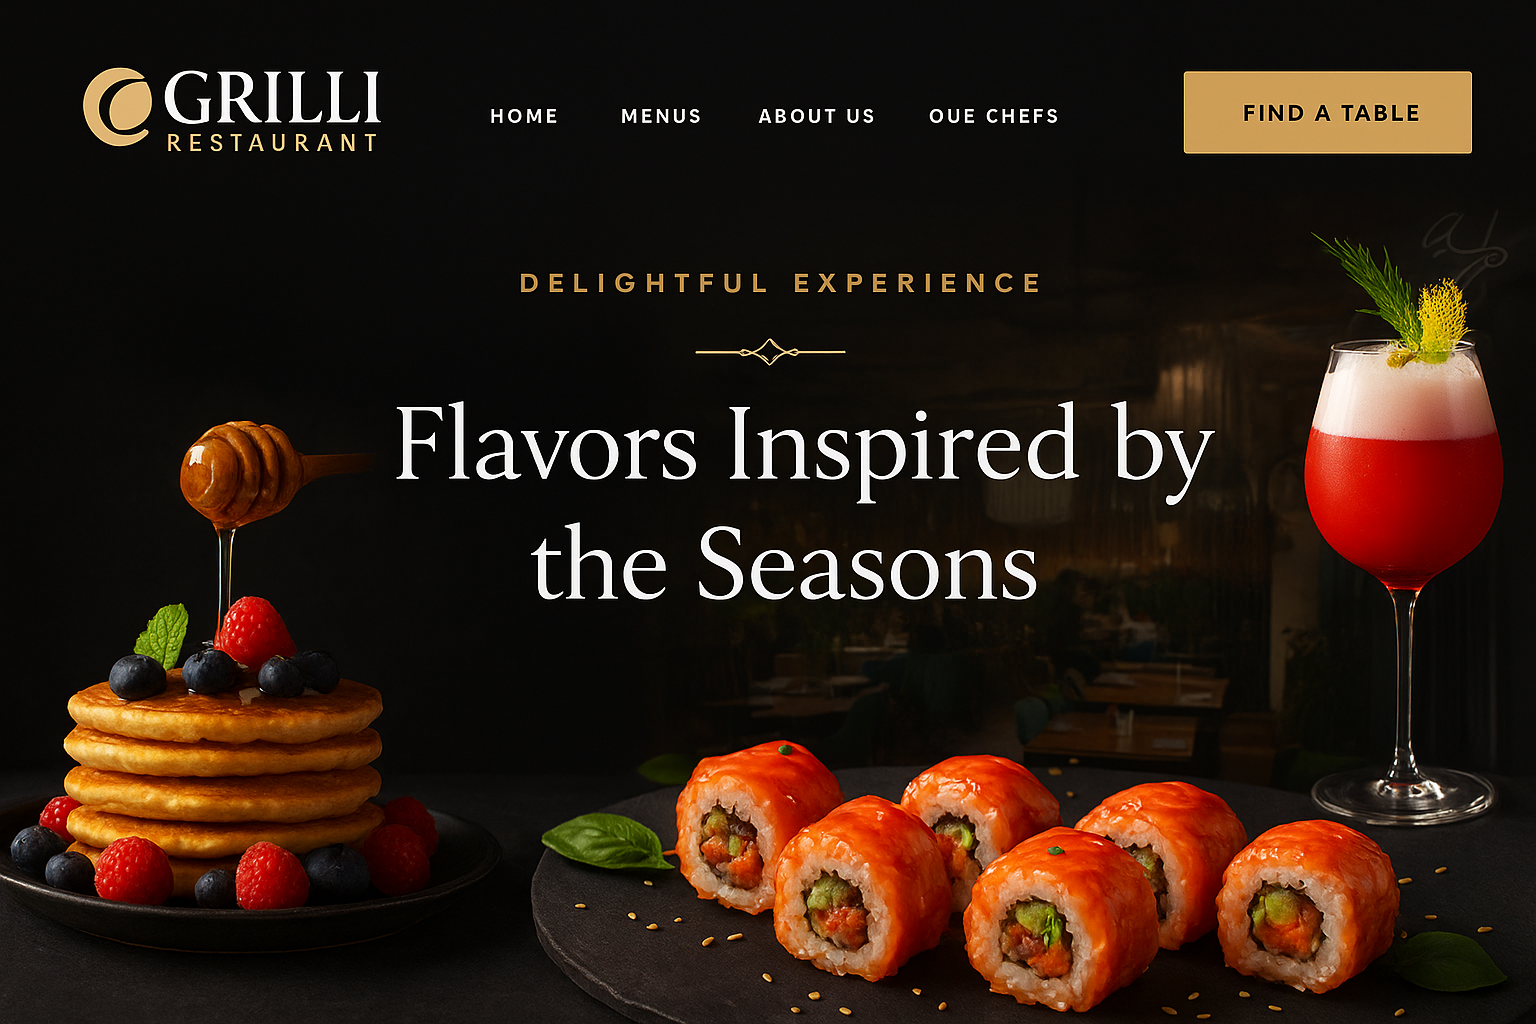 GRILLI
RESTAURANT
HOME MENUS ABOUT US OUE CHEFS
FIND A TABLE
DELIGHTFUL EXPERIENCE
Flavors Inspired by
the Seasons